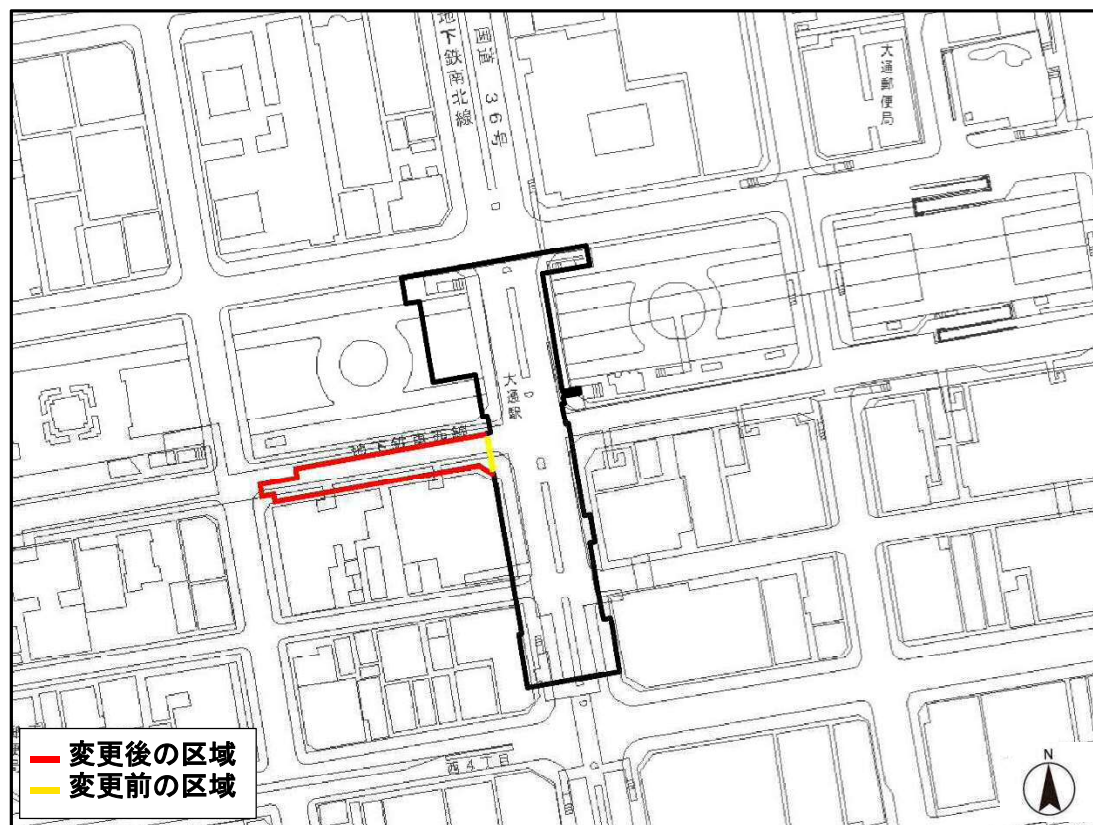 地下鉄南北線
国道 36号
大通郵便局
大通駅
地下鉄東西線
西4丁目
変更後の区域
変更前の区域
N